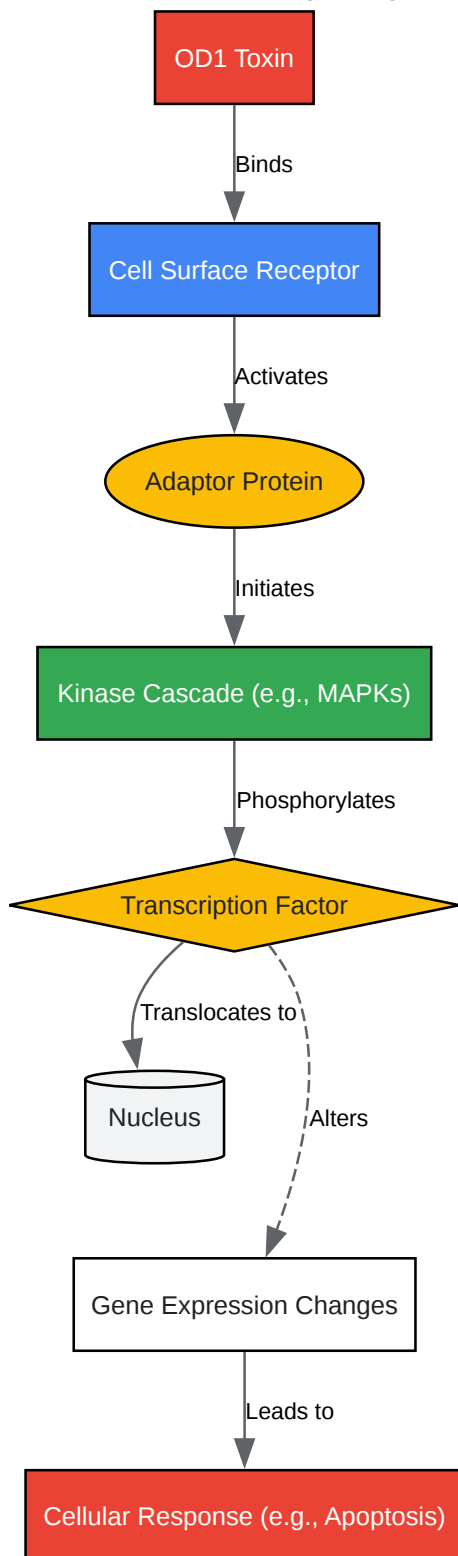 OD1 Toxin
Binds
Cell Surface Receptor
Activates
Adaptor Protein
Initiates
Kinase Cascade (e.g., MAPKs)
Phosphorylates
Transcription Factor
Translocates to
Nucleus
Alters
Gene Expression Changes
Leads to
Cellular Response (e.g., Apoptosis)